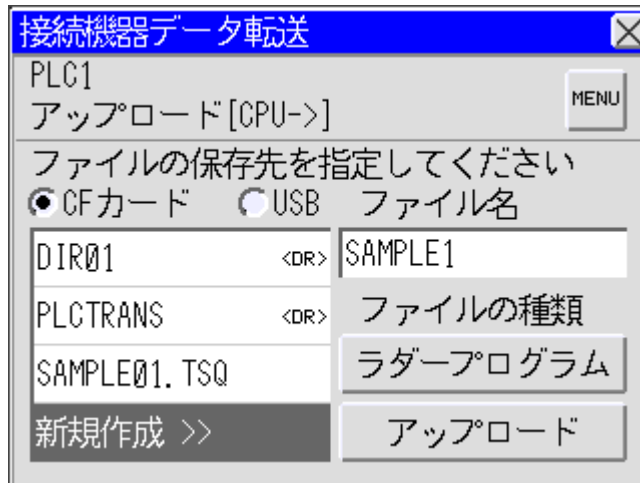 接続機器データ転送
PLC1
アップロード[CPU->]
MENU
ファイルの保存先を指定してください
CFカード USB ファイル名
DIR01 <DR> SAMPLE1
PLCTRANS <DR> ファイルの種類
SAMPLE01.TSQ ラダープログラム
新規作成 >> アップロード